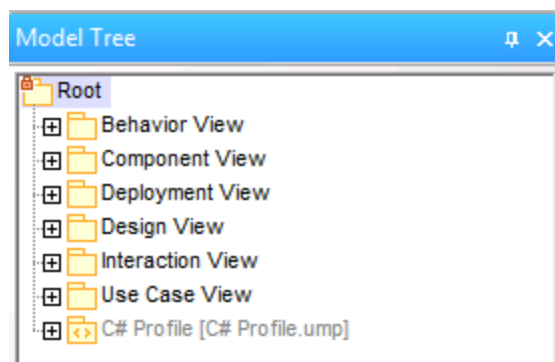 Model Tree
Root
Behavior View
Component View
Deployment View
Design View
Interaction View
Use Case View
C# Profile [C# Profile.ump]